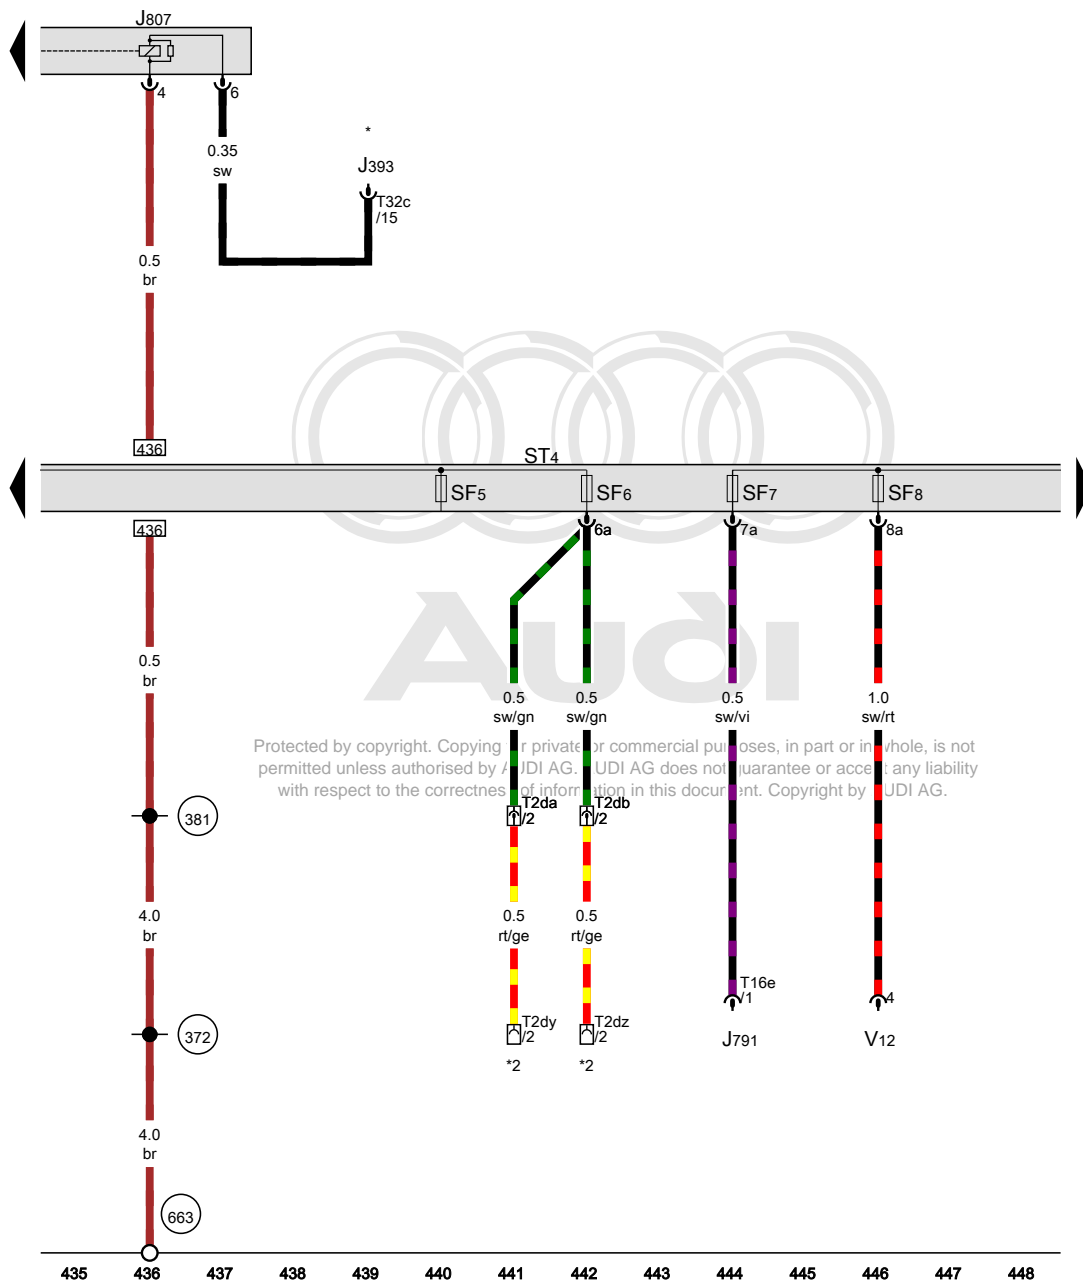 J807
4
6
0.35
sw
*
J393
T32c
/15
0.5
br
436
ST4
SF5
SF6
SF7
SF8
436
6a
7a
8a
Audi
0.5
br
0.5
sw/gn
0.5
sw/gn
0.5
sw/vi
1.0
sw/rt
Protected by copyright. Copying for private or commercial purposes, in part or in whole, is not
permitted unless authorised by AUDI AG. AUDI AG does not guarantee or accept any liability
with respect to the correctness of information in this document. Copyright by AUDI AG.
T2da
/2
T2db
/2
381
4.0
br
0.5
rt/ge
0.5
rt/ge
T16e
/1
4
372
T2dy
/2
T2dz
/2
J791
V12
*2
*2
4.0
br
663
435 436 437 438 439 440 441 442 443 444 445 446 447 448